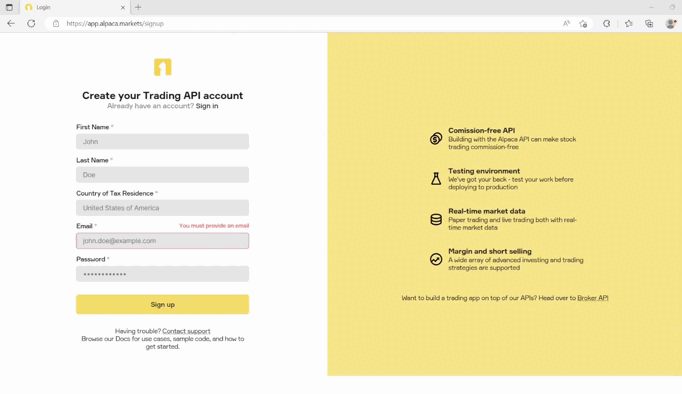 Login
https://app.alpaca.markets/signup
Create your Trading API account
Already have an account? Sign in
First Name *
John
Last Name *
Doe
Country of Tax Residence *
United States of America
Email *
You must provide an email
john.doe@example.com
Password *
************
Sign up
Having trouble? Contact support
Browse our Docs for use cases, sample code, and how to
get started.
Comission-free API
Building with the Alpaca API can make stock
trading commission-free
Testing environment
We've got your back - test your work before
deploying to production
Real-time market data
Paper trading and live trading both with real-
time market data
Margin and short selling
A wide array of advanced investing and trading
strategies are supported
Want to build a trading app on top of our APIs? Head over to Broker API